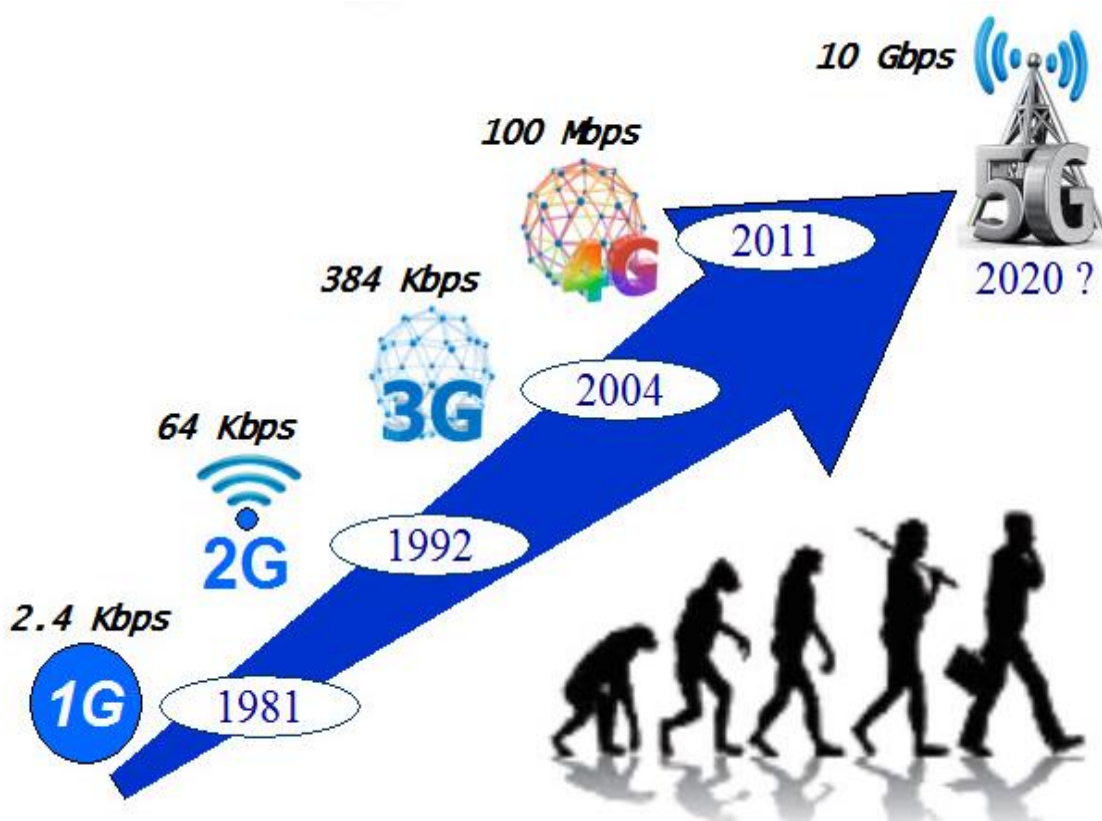 10 Gbps
5G
2020 ?
100 Mbps
4G
2011
384 Kbps
3G
2004
64 Kbps
2G
1992
2.4 Kbps
1G
1981